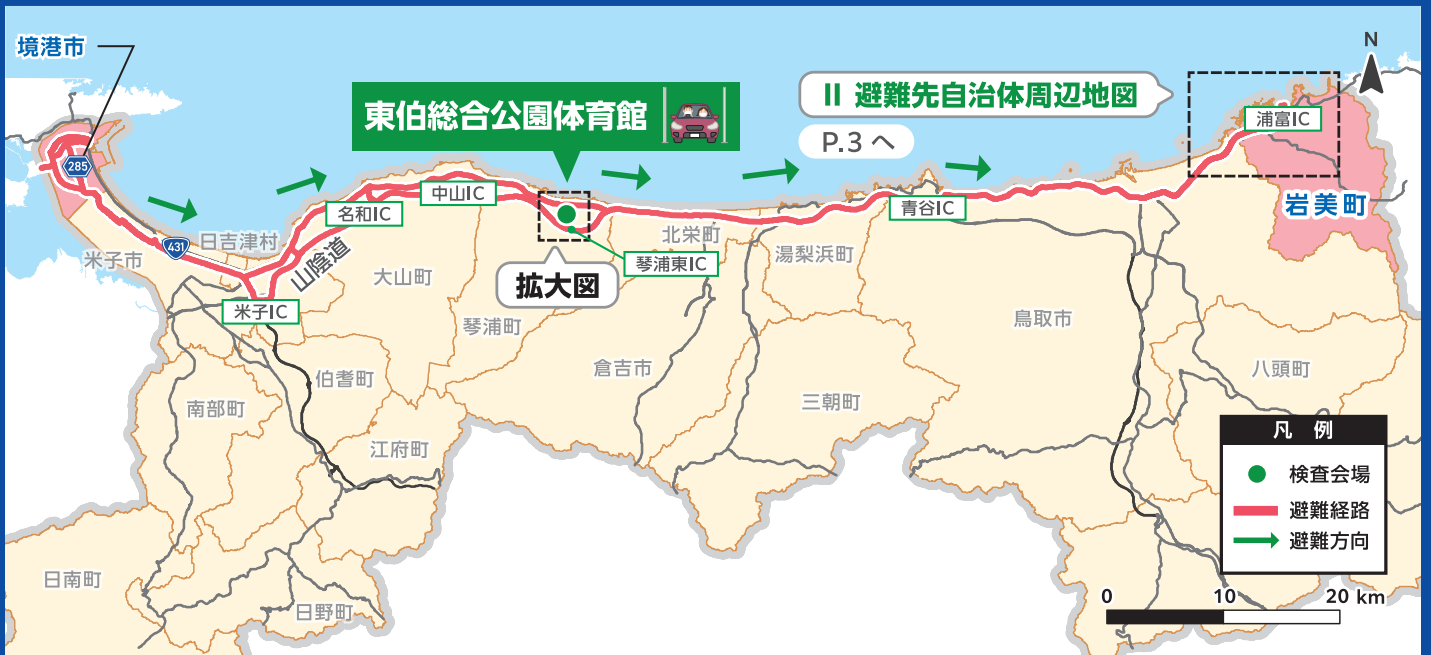 境港市
N
II 避難先自治体周辺地図
東伯総合公園体育館
浦富IC
P.3 へ
285
中山IC
岩美町
名和IC
青谷IC
日吉津村
北栄町
431
湯梨浜町
米子市
山陰道
琴浦東IC
大山町
拡大図
米子IC
琴浦町
鳥取市
倉吉市
八頭町
伯耆町
三朝町
南部町
凡 例
江府町
検査会場
避難経路
避難方向
日南町
0 10 20 km
日野町